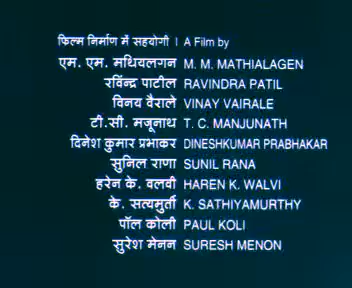 फिल्म निर्माण में सहयोगी | A Film by
एम. एम. मथियलगन M. M. MATHIALAGEN
रविंन्द्र पाटील RAVINDRA PATIL
विनय वैराले VINAY VAIRALE
टी.सी. मजूनाथ T. C. MANJUNATH
दिनेश कुमार प्रभाकर DINESHKUMAR PRABHAKAR
सुनिल राणा SUNIL RANA
हरेन के. वलवी HAREN K. WALVI
के. सत्यमुर्ती K. SATHIYAMURTHY
पॉल कोली PAUL KOLI
सुरेश मेनन SURESH MENON